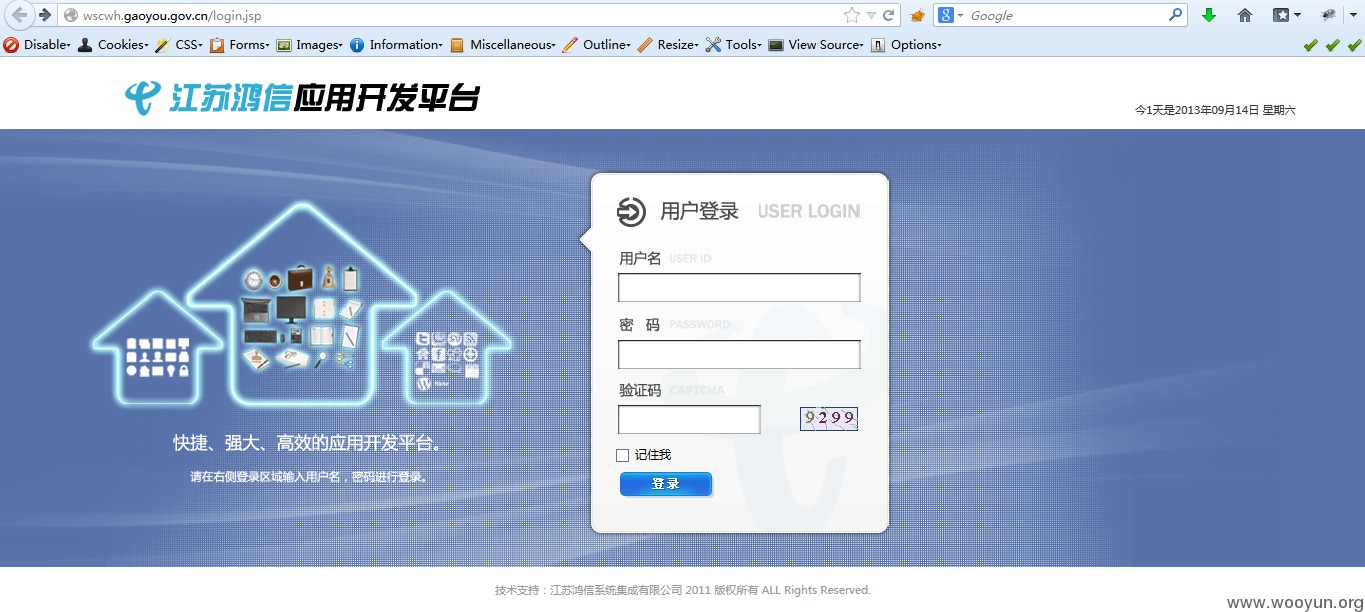 wscwh.gaoyou.gov.cn/login.jsp
Google
Disable Cookies CSS Forms Images Information Miscellaneous Outline Resize Tools View Source Options
江苏鸿信应用开发平台
今1天是2013年09月14日 星期六
用户登录 USER LOGIN
用户名 USER ID
密 码 PASSWORD
验证码 CAPTCHA
9299
记住我
登录
快捷、强大、高效的应用开发平台。
请在右侧登录区域输入用户名，密码进行登录。
技术支持：江苏鸿信系统集成有限公司 2011 版权所有 ALL Rights Reserved.
www.wooyun.org